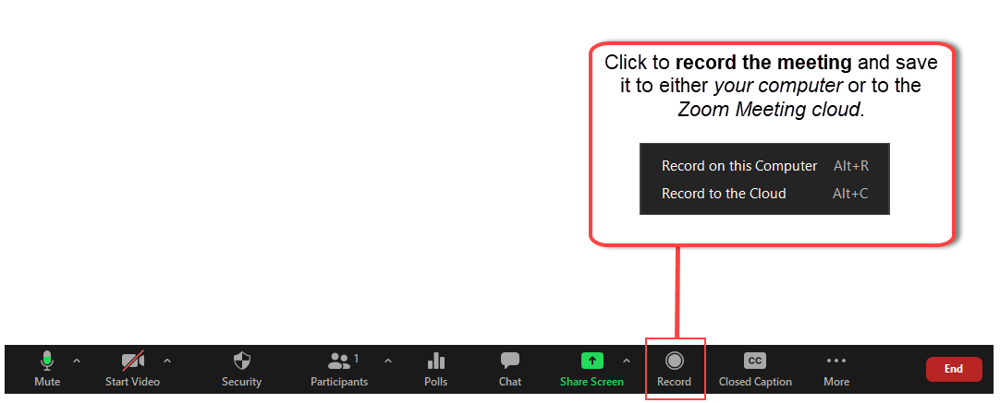 Click to record the meeting and save
it to either your computer or to the
Zoom Meeting cloud.
Record on this Computer Alt+R
Record to the Cloud Alt+C
1
Mute Start Video Security Participants Polls Chat Share Screen Record CC Closed Caption More End